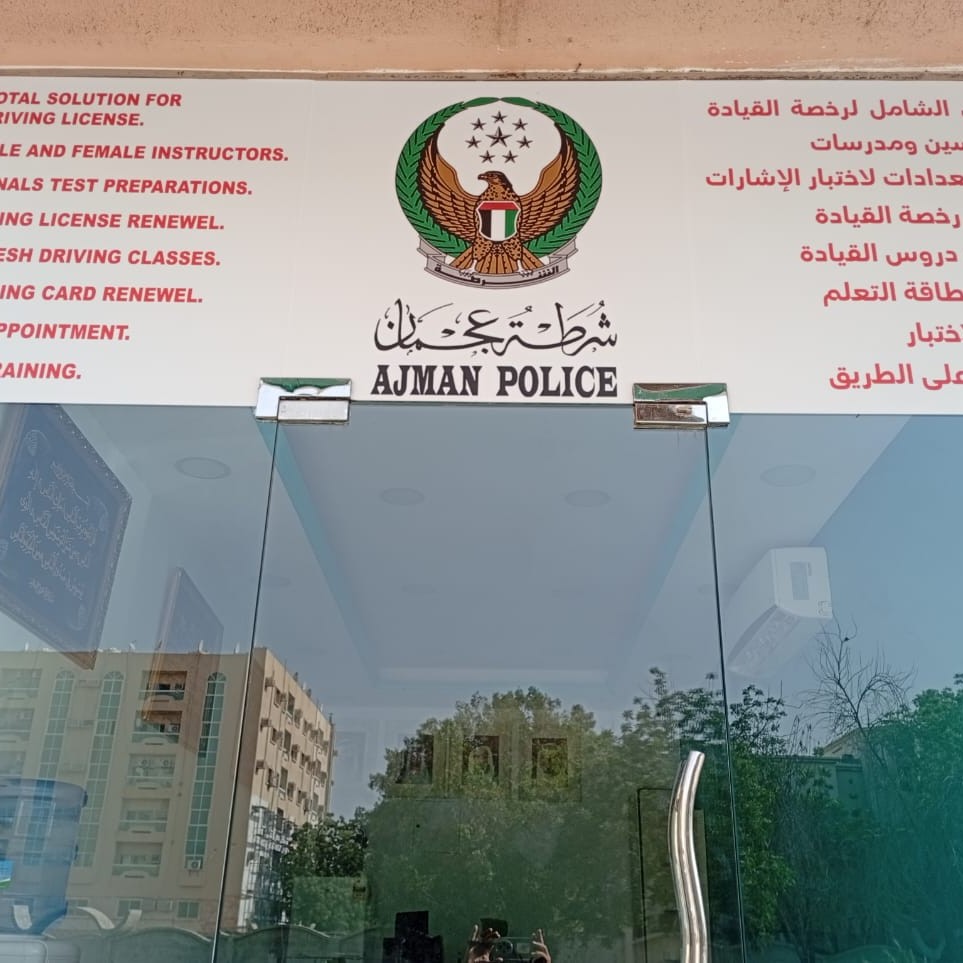 OTAL SOLUTION FOR
RIVING LICENSE.
LE AND FEMALE INSTRUCTORS.
NALS TEST PREPARATIONS.
ING LICENSE RENEWEL.
ESH DRIVING CLASSES.
ING CARD RENEWEL.
PPOINTMENT.
RAINING.
الشرطة
شرطة عجمان
AJMAN POLICE
الشامل لرخصة القيادة
سين ومدرسات
عدادات لاختبار الإشارات
رخصة القيادة
دروس القيادة
طاقة التعلم
اختبار
على الطريق